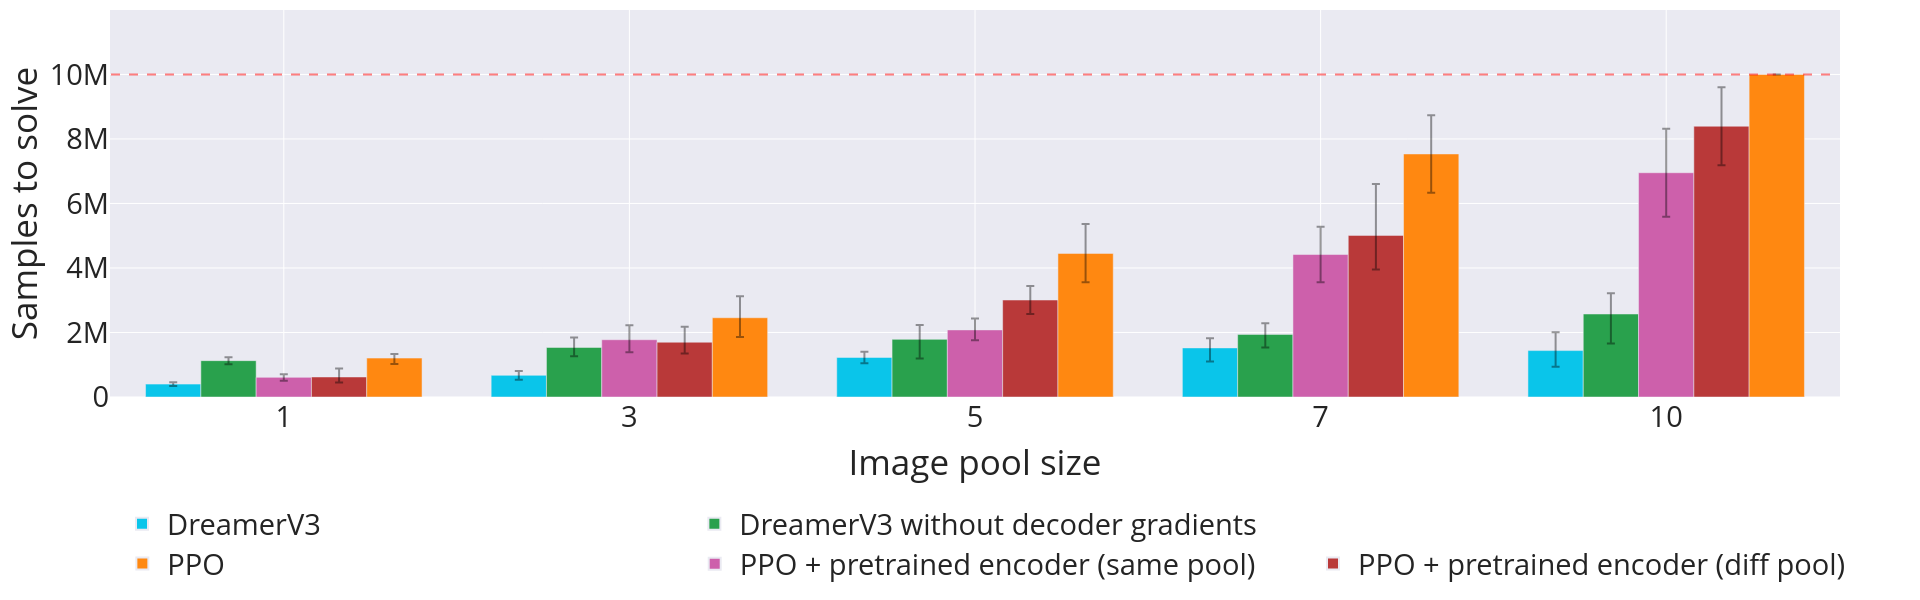 Samples to solve
10M
8M
6M
4M
2M
0
1 3 5 7 10
Image pool size
DreamerV3 DreamerV3 without decoder gradients
PPO PPO + pretrained encoder (same pool) PPO + pretrained encoder (diff pool)